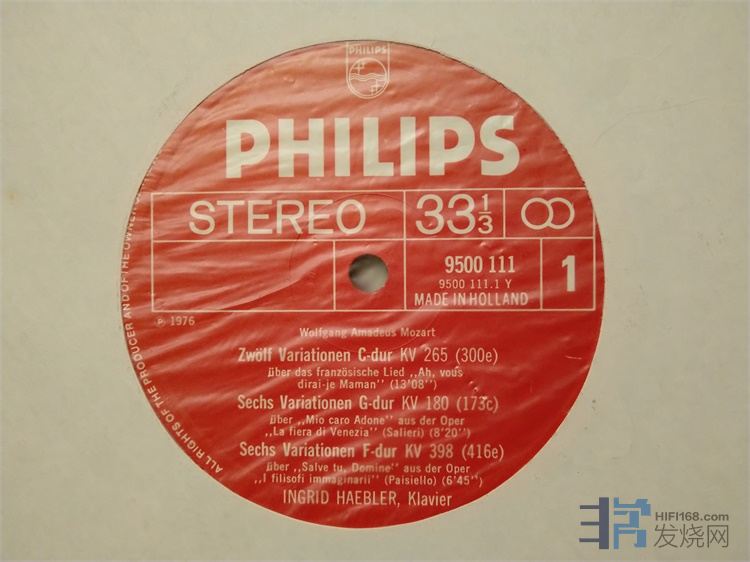 PHILIPS
PHILIPS
STEREO
33 1/3
9500 111
9500 111.1 Y
MADE IN HOLLAND
1
℗ 1976
Wolfgang Amadeus Mozart
Zwölf Variationen C-dur KV 265 (300e)
über das französische Lied „Ah, vous
dirai-je Maman" (13'08")
Sechs Variationen G-dur KV 180 (173c)
über „Mio caro Adone" aus der Oper
„La fiera di Venezia" (Salieri) (8'20")
Sechs Variationen F-dur KV 398 (416e)
über „Salve tu, Domine" aus der Oper
„I filisofi immaginarii" (Paisiello) (6'45")
INGRID HAEBLER, Klavier
ALL RIGHTS OF THE PRODUCER AND OF THE OWNER
HIFI168.com
发烧网